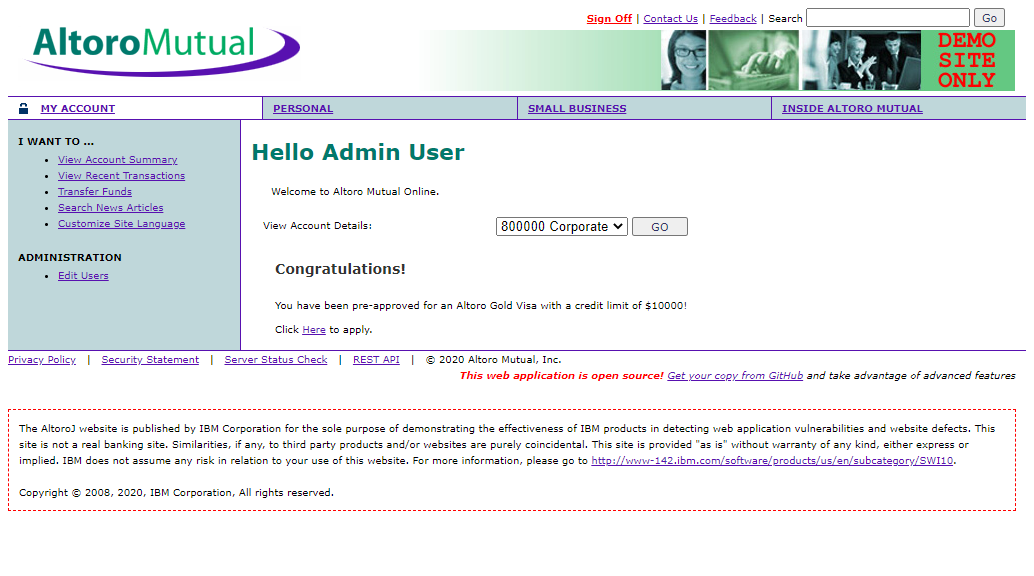 Sign Off | Contact Us | Feedback | Search Go
AltoroMutual
DEMO
SITE
ONLY
MY ACCOUNT PERSONAL SMALL BUSINESS INSIDE ALTORO MUTUAL
I WANT TO ...
• View Account Summary
• View Recent Transactions
• Transfer Funds
• Search News Articles
• Customize Site Language
ADMINISTRATION
• Edit Users
Hello Admin User
Welcome to Altoro Mutual Online.
View Account Details: 800000 Corporate GO
Congratulations!
You have been pre-approved for an Altoro Gold Visa with a credit limit of $10000!
Click Here to apply.
Privacy Policy | Security Statement | Server Status Check | REST API | © 2020 Altoro Mutual, Inc.
This web application is open source! Get your copy from GitHub and take advantage of advanced features
The AltoroJ website is published by IBM Corporation for the sole purpose of demonstrating the effectiveness of IBM products in detecting web application vulnerabilities and website defects. This
site is not a real banking site. Similarities, if any, to third party products and/or websites are purely coincidental. This site is provided "as is" without warranty of any kind, either express or
implied. IBM does not assume any risk in relation to your use of this website. For more information, please go to http://www-142.ibm.com/software/products/us/en/subcategory/SWI10.
Copyright © 2008, 2020, IBM Corporation, All rights reserved.